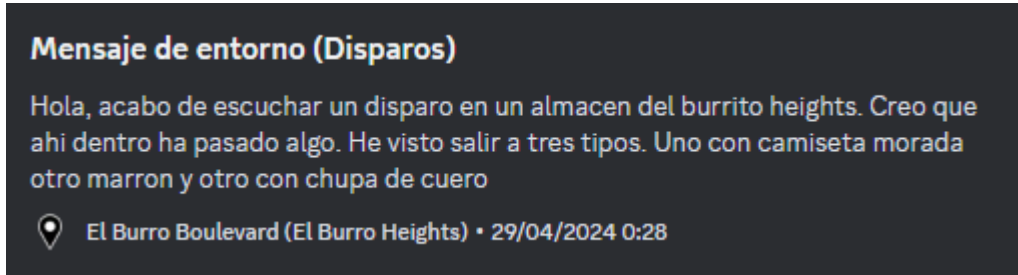 Mensaje de entorno (Disparos)
Hola, acabo de escuchar un disparo en un almacen del burrito heights. Creo que
ahi dentro ha pasado algo. He visto salir a tres tipos. Uno con camiseta morada
otro marron y otro con chupa de cuero
El Burro Boulevard (El Burro Heights) • 29/04/2024 0:28